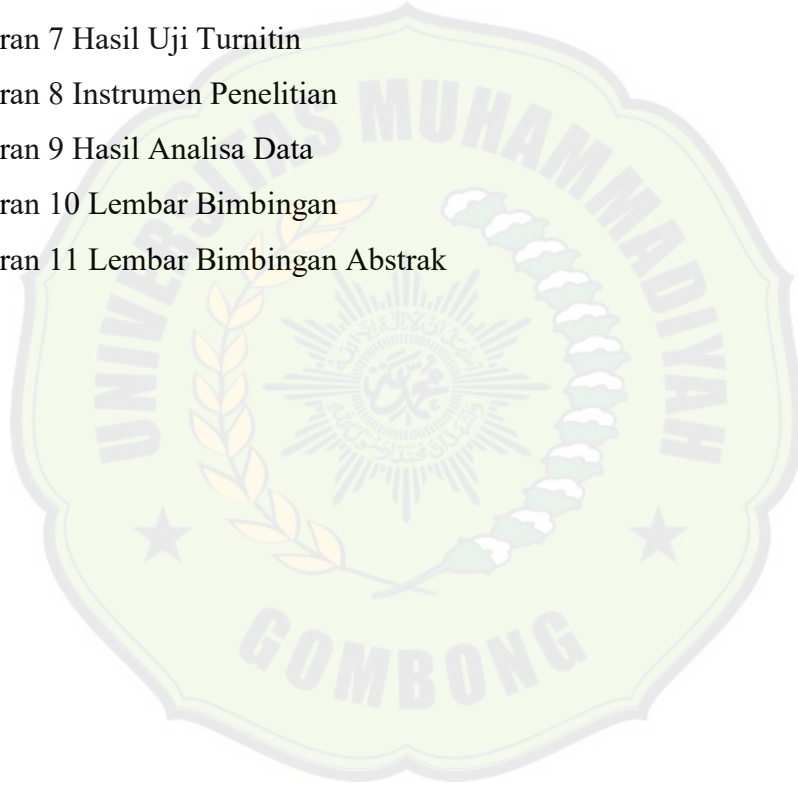 ran 7 Hasil Uji Turnitin
ran 8 Instrumen Penelitian
ran 9 Hasil Analisa Data
ran 10 Lembar Bimbingan
ran 11 Lembar Bimbingan Abstrak
UNIVERSITAS MUHAMMADIYAH
GOMBONG